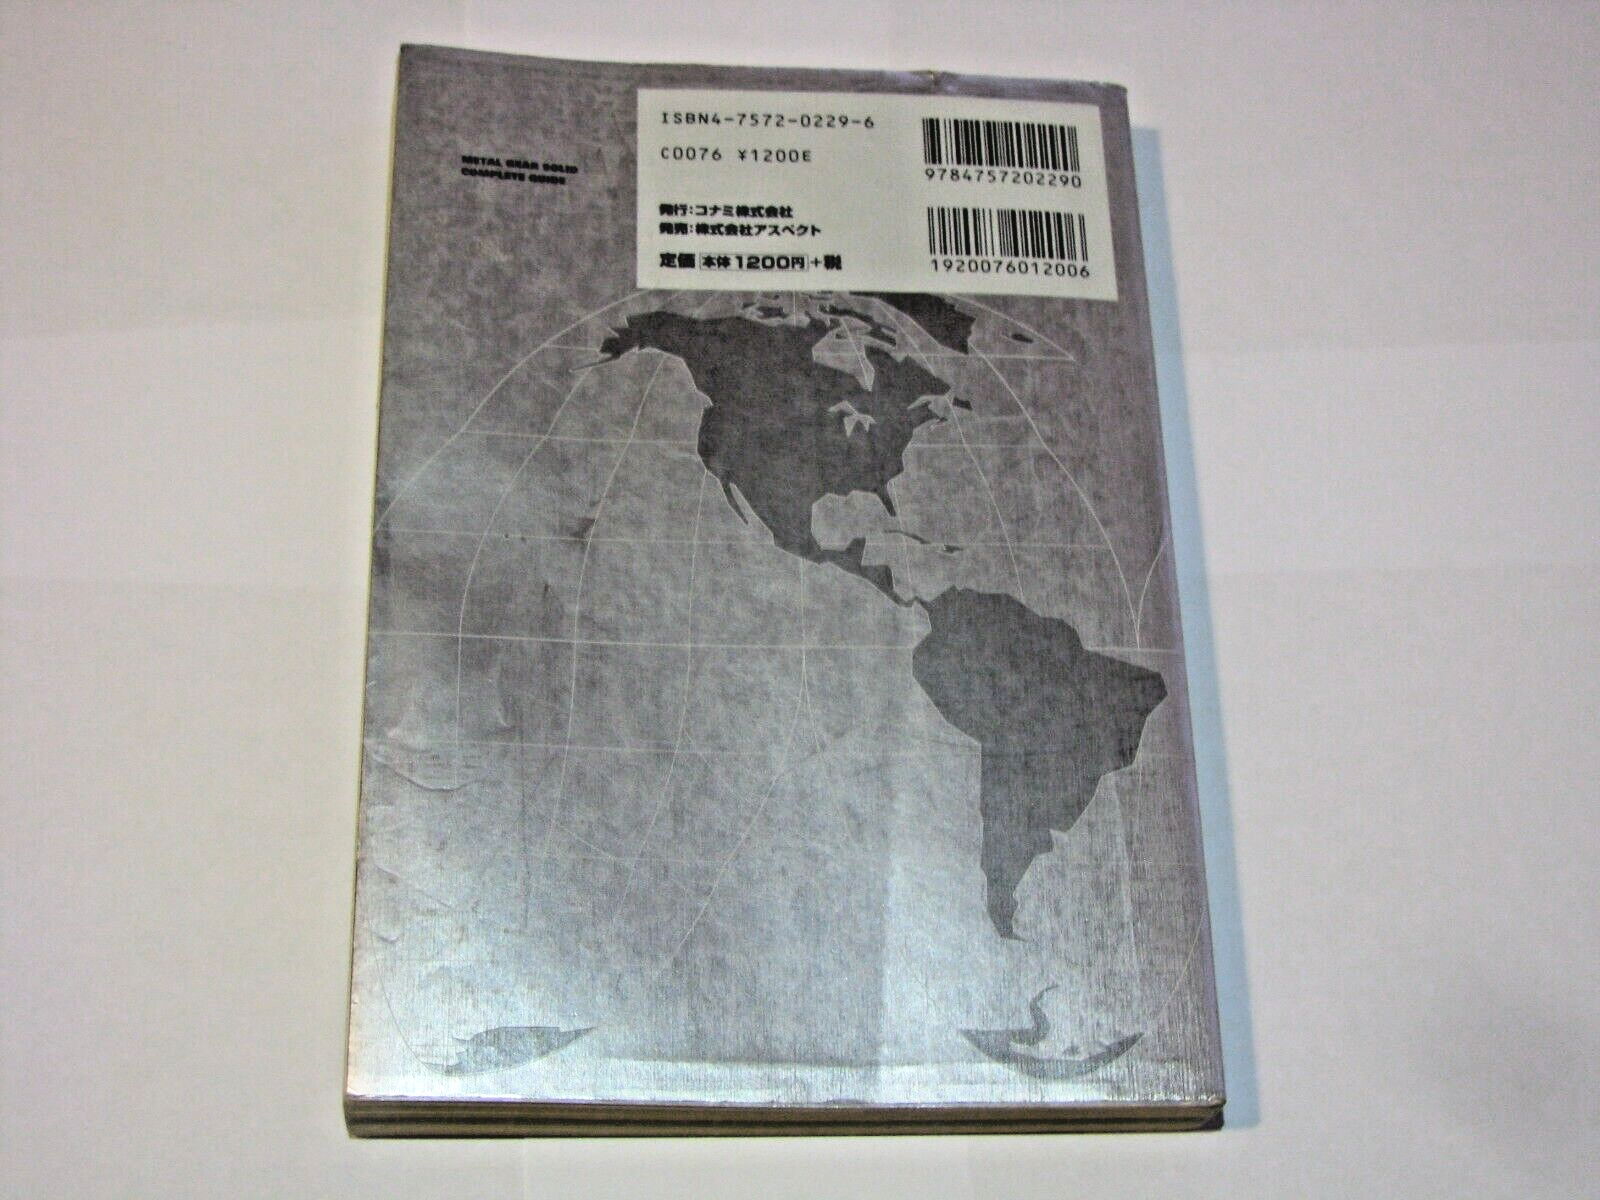 METAL GEAR SOLID
COMPLETE GUIDE
ISBN4-7572-0229-6
C0076 ¥1200E
発行:コナミ株式会社
発売:株式会社アスペクト
定価 本体1200円+税
9784757202290
1920076012006